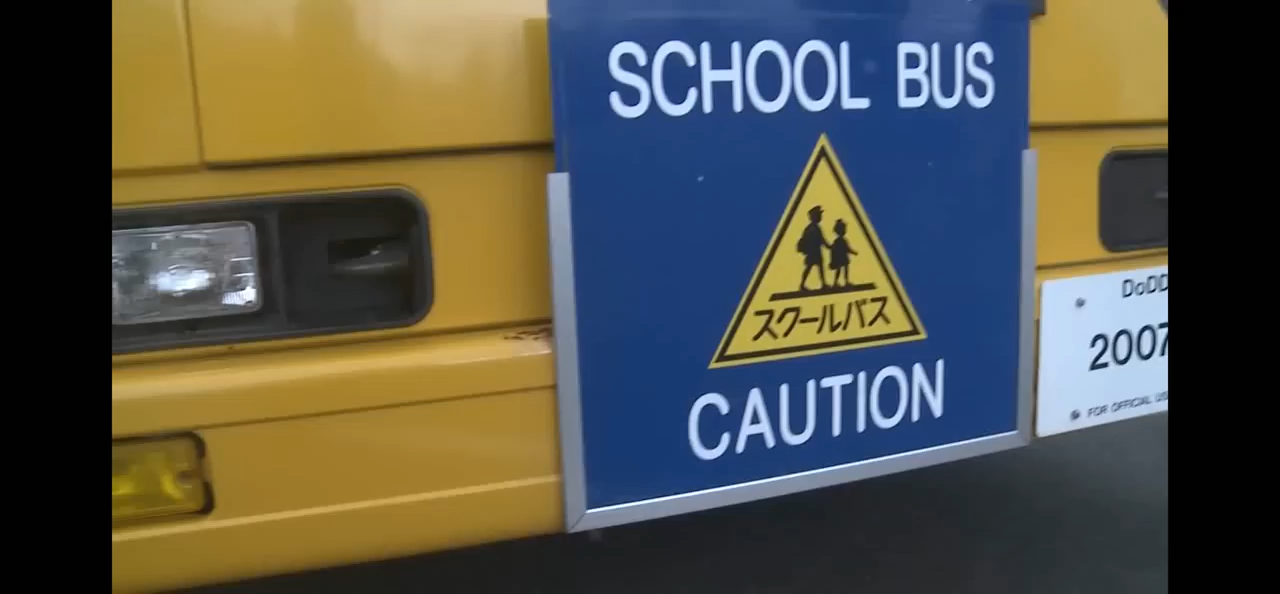 SCHOOL BUS
スクールバス
CAUTION
DoDD
2007
FOR OFFICIAL